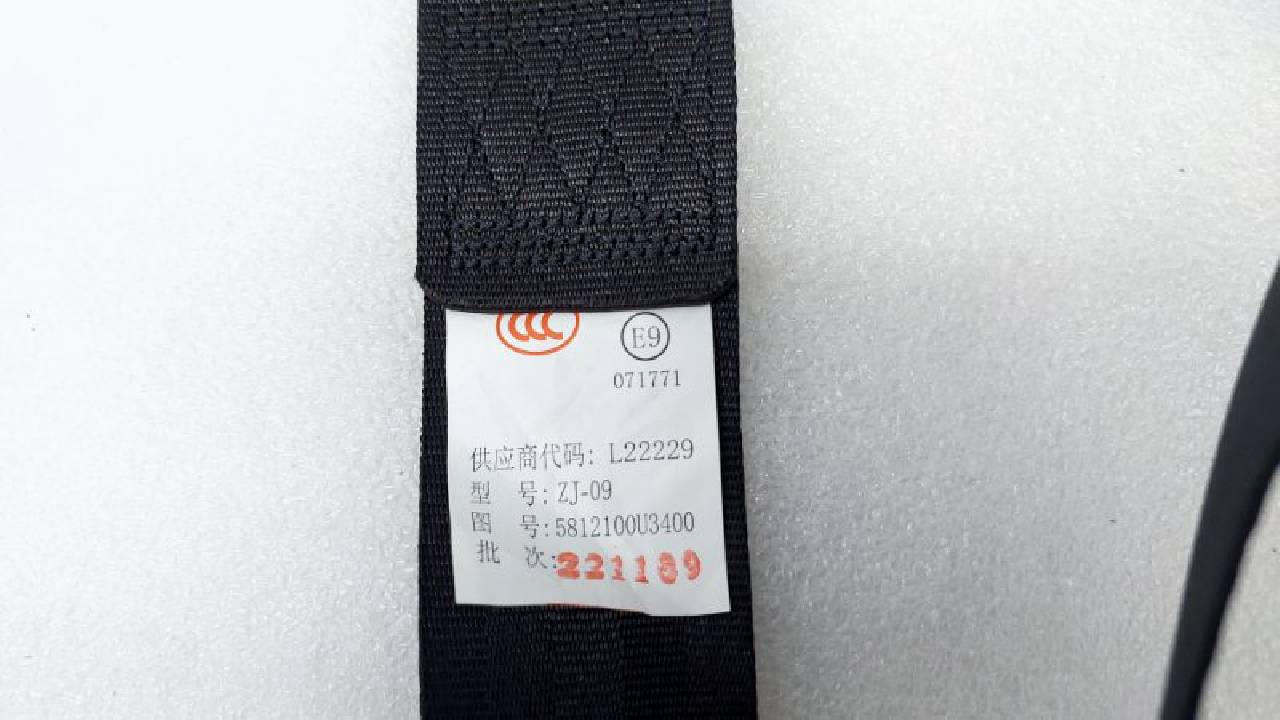 CCC
E9
071771
供应商代码: L22229
型 号: ZJ-09
图 号: 5812100U3400
批 次: 221189